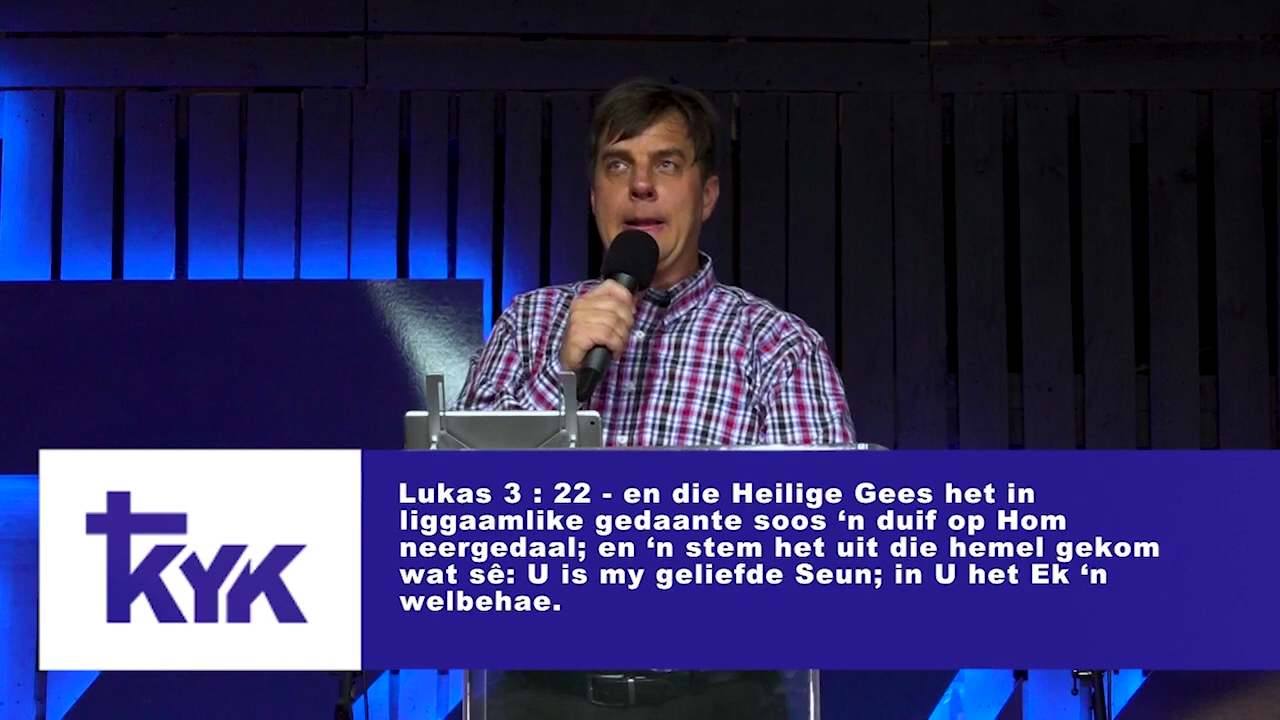 KYK
Lukas 3 : 22 - en die Heilige Gees het in
liggaamlike gedaante soos ‘n duif op Hom
neergedaal; en ‘n stem het uit die hemel gekom
wat sê: U is my geliefde Seun; in U het Ek ‘n
welbehae.